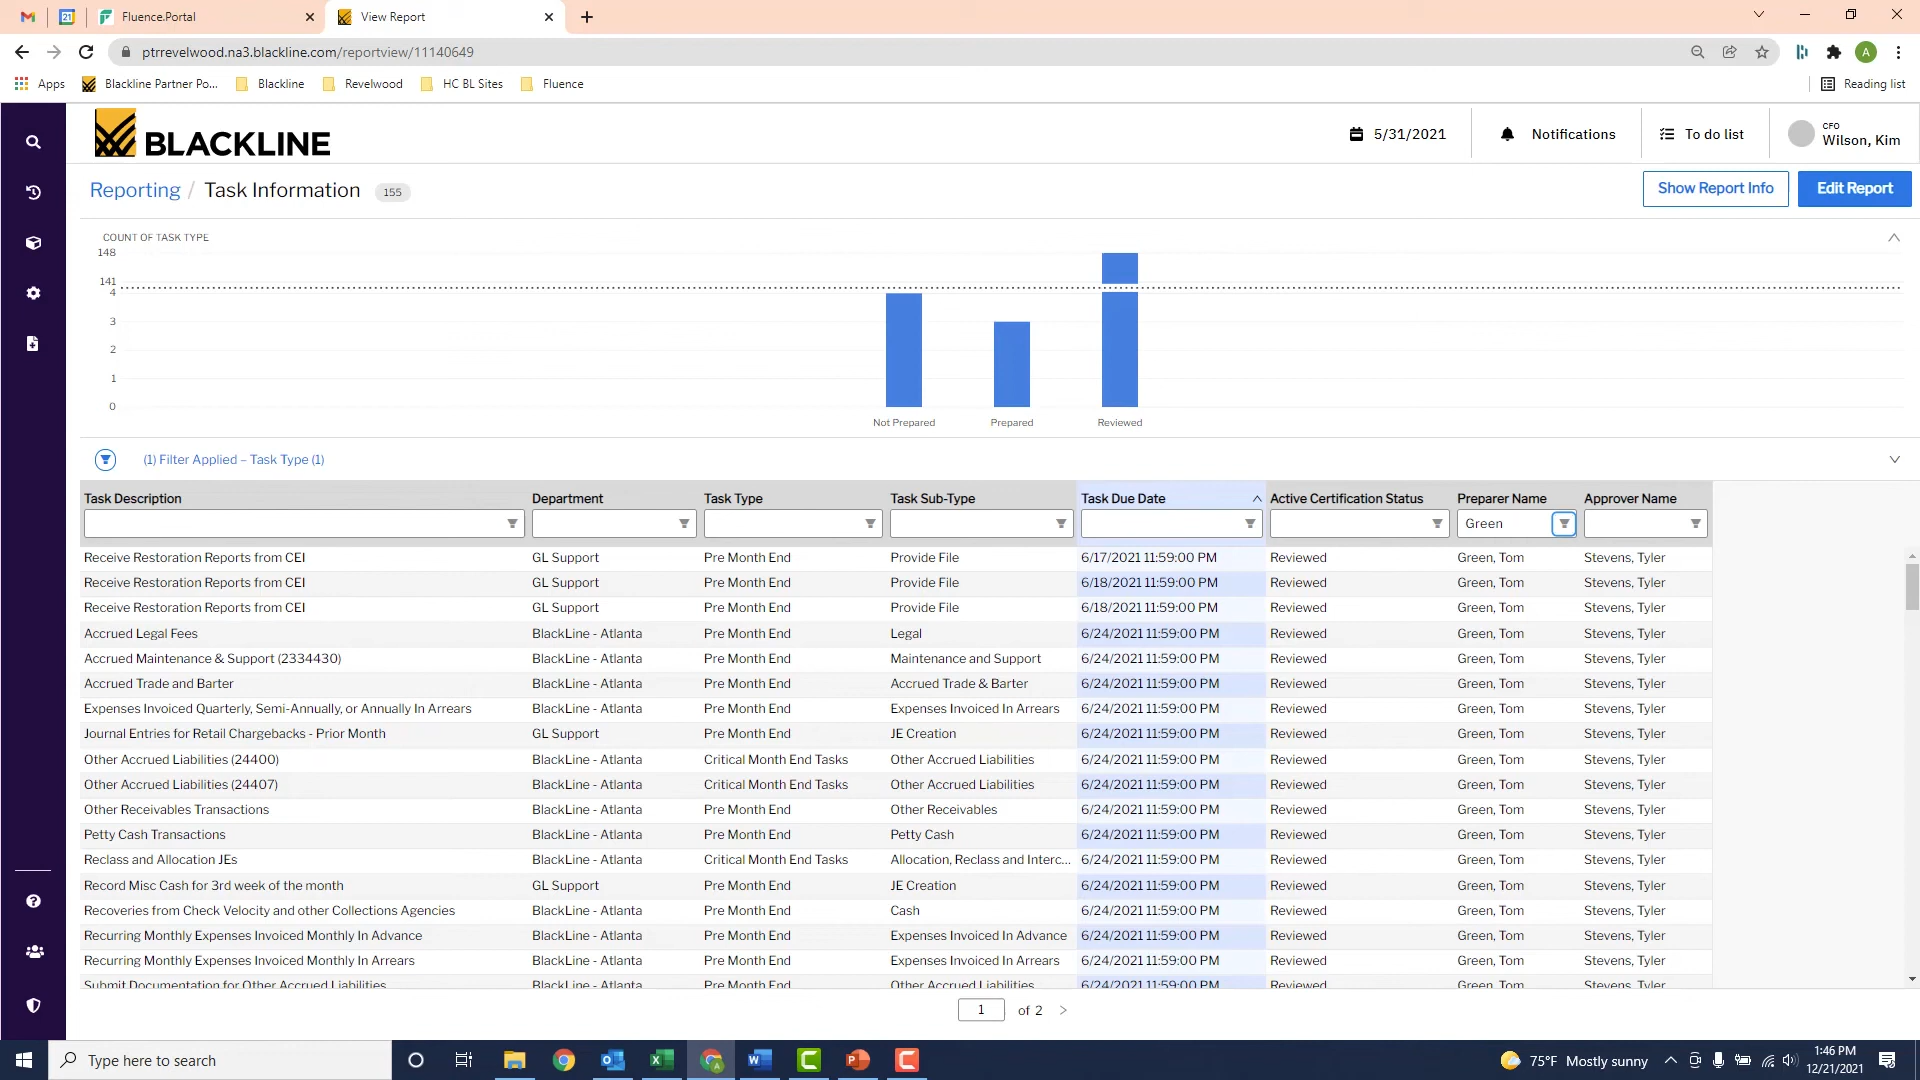 Fluence.Portal
View Report
ptrrevelwood.na3.blackline.com/reportview/11140649
A
Apps
Blackline Partner Po...
Blackline
Revelwood
HC BL Sites
Fluence
Reading list
BLACKLINE
5/31/2021
Notifications
To do list
CFO
Wilson, Kim
Reporting / Task Information 155
Show Report Info
Edit Report
COUNT OF TASK TYPE
148
141
4
3
2
1
0
Not Prepared
Prepared
Reviewed
(1) Filter Applied – Task Type (1)
Task Description Department Task Type Task Sub-Type Task Due Date Active Certification Status Preparer Name Approver Name
Green
Receive Restoration Reports from CEI GL Support Pre Month End Provide File 6/17/2021 11:59:00 PM Reviewed Green, Tom Stevens, Tyler
Receive Restoration Reports from CEI GL Support Pre Month End Provide File 6/18/2021 11:59:00 PM Reviewed Green, Tom Stevens, Tyler
Receive Restoration Reports from CEI GL Support Pre Month End Provide File 6/18/2021 11:59:00 PM Reviewed Green, Tom Stevens, Tyler
Accrued Legal Fees BlackLine - Atlanta Pre Month End Legal 6/24/2021 11:59:00 PM Reviewed Green, Tom Stevens, Tyler
Accrued Maintenance & Support (2334430) BlackLine - Atlanta Pre Month End Maintenance and Support 6/24/2021 11:59:00 PM Reviewed Green, Tom Stevens, Tyler
Accrued Trade and Barter BlackLine - Atlanta Pre Month End Accrued Trade & Barter 6/24/2021 11:59:00 PM Reviewed Green, Tom Stevens, Tyler
Expenses Invoiced Quarterly, Semi-Annually, or Annually In Arrears BlackLine - Atlanta Pre Month End Expenses Invoiced In Arrears 6/24/2021 11:59:00 PM Reviewed Green, Tom Stevens, Tyler
Journal Entries for Retail Chargebacks - Prior Month GL Support Pre Month End JE Creation 6/24/2021 11:59:00 PM Reviewed Green, Tom Stevens, Tyler
Other Accrued Liabilities (24400) BlackLine - Atlanta Critical Month End Tasks Other Accrued Liabilities 6/24/2021 11:59:00 PM Reviewed Green, Tom Stevens, Tyler
Other Accrued Liabilities (24407) BlackLine - Atlanta Critical Month End Tasks Other Accrued Liabilities 6/24/2021 11:59:00 PM Reviewed Green, Tom Stevens, Tyler
Other Receivables Transactions BlackLine - Atlanta Pre Month End Other Receivables 6/24/2021 11:59:00 PM Reviewed Green, Tom Stevens, Tyler
Petty Cash Transactions BlackLine - Atlanta Pre Month End Petty Cash 6/24/2021 11:59:00 PM Reviewed Green, Tom Stevens, Tyler
Reclass and Allocation JEs BlackLine - Atlanta Critical Month End Tasks Allocation, Reclass and Interc... 6/24/2021 11:59:00 PM Reviewed Green, Tom Stevens, Tyler
Record Misc Cash for 3rd week of the month GL Support Pre Month End JE Creation 6/24/2021 11:59:00 PM Reviewed Green, Tom Stevens, Tyler
Recoveries from Check Velocity and other Collections Agencies BlackLine - Atlanta Pre Month End Cash 6/24/2021 11:59:00 PM Reviewed Green, Tom Stevens, Tyler
Recurring Monthly Expenses Invoiced Monthly In Advance BlackLine - Atlanta Pre Month End Expenses Invoiced In Advance 6/24/2021 11:59:00 PM Reviewed Green, Tom Stevens, Tyler
Recurring Monthly Expenses Invoiced Monthly In Arrears BlackLine - Atlanta Pre Month End Expenses Invoiced In Arrears 6/24/2021 11:59:00 PM Reviewed Green, Tom Stevens, Tyler
Submit Documentation for Other Accrued Liabilities BlackLine - Atlanta Pre Month End Other Accrued Liabilities 6/24/2021 11:59:00 PM Reviewed Green, Tom Stevens, Tyler
1 of 2
Type here to search
75°F Mostly sunny
1:46 PM
12/21/2021